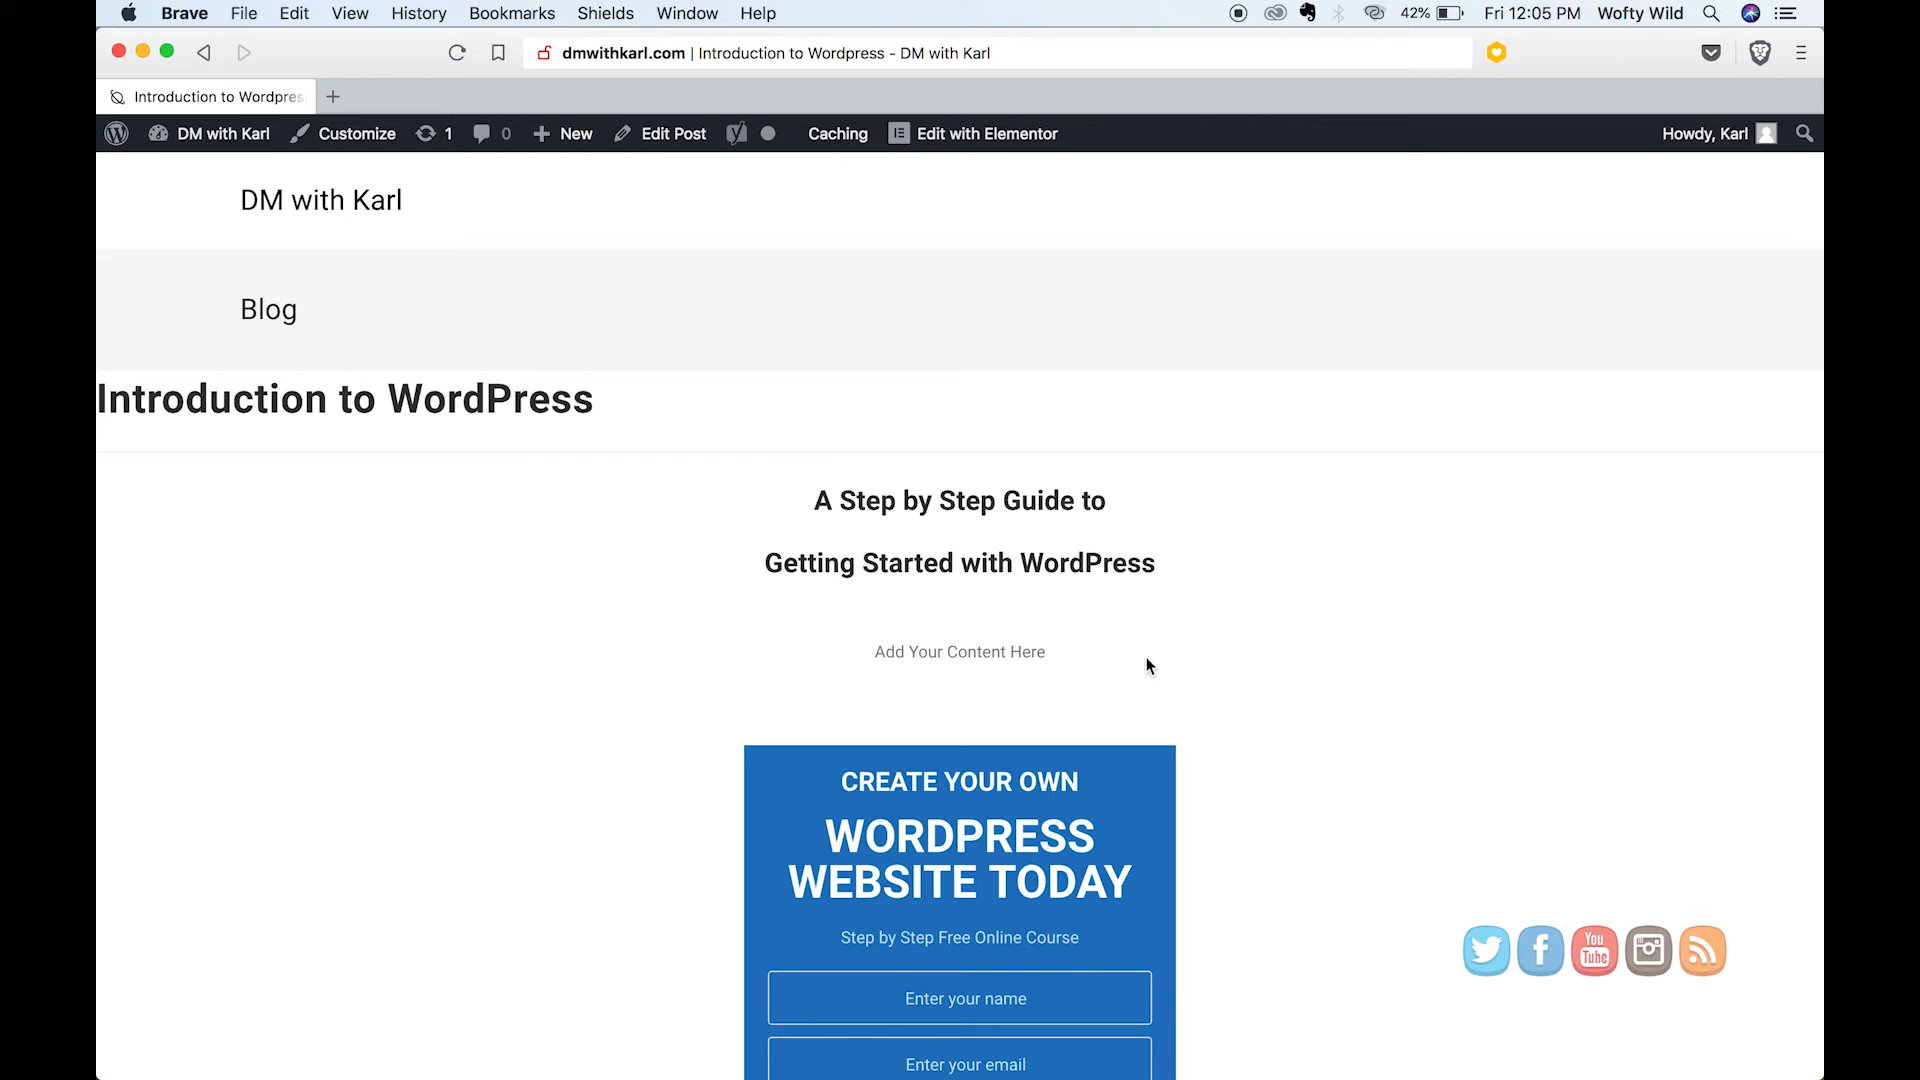 Brave File Edit View History Bookmarks Shields Window Help 42% Fri 12:05 PM Wofty Wild
dmwithkarl.com | Introduction to Wordpress - DM with Karl
Introduction to Wordpres
DM with Karl Customize 1 0 New Edit Post Caching Edit with Elementor Howdy, Karl
DM with Karl
Blog
Introduction to WordPress
A Step by Step Guide to
Getting Started with WordPress
Add Your Content Here
CREATE YOUR OWN
WORDPRESS
WEBSITE TODAY
Step by Step Free Online Course
You
Tube
Enter your name
Enter your email